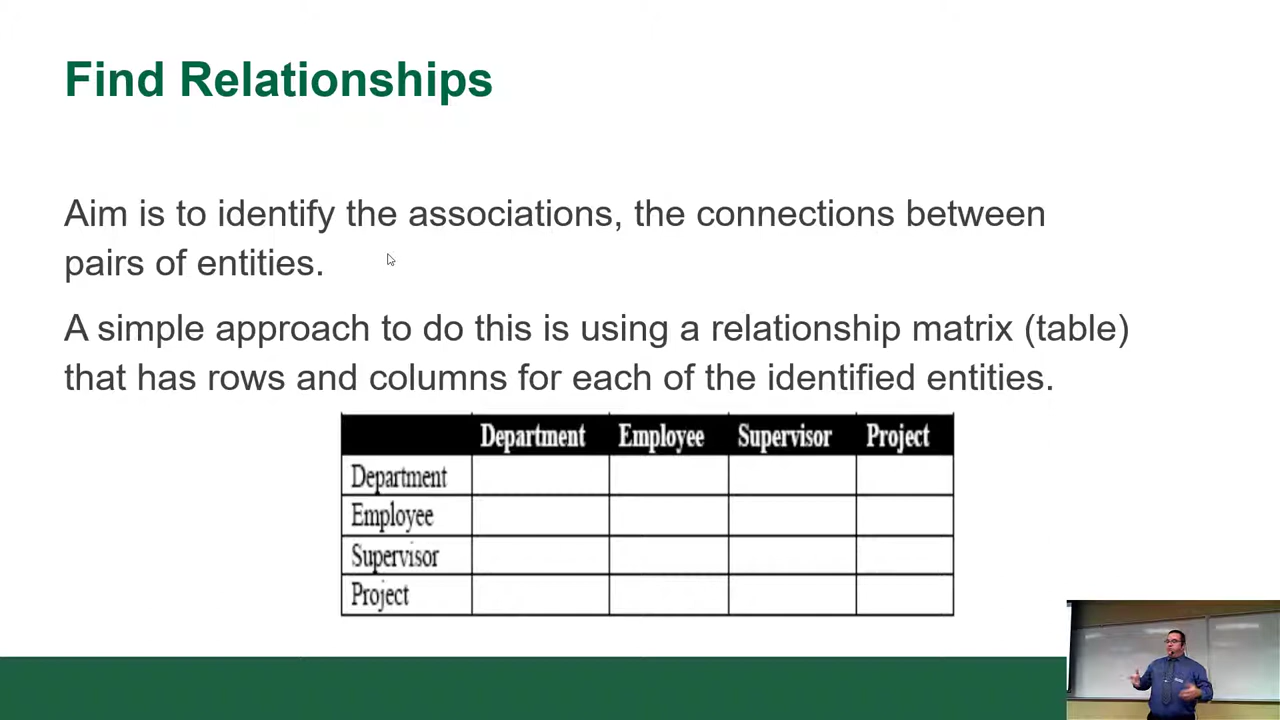 Find Relationships
Aim is to identify the associations, the connections between
pairs of entities.
A simple approach to do this is using a relationship matrix (table)
that has rows and columns for each of the identified entities.
Department Employee Supervisor Project
Department
Employee
Supervisor
Project